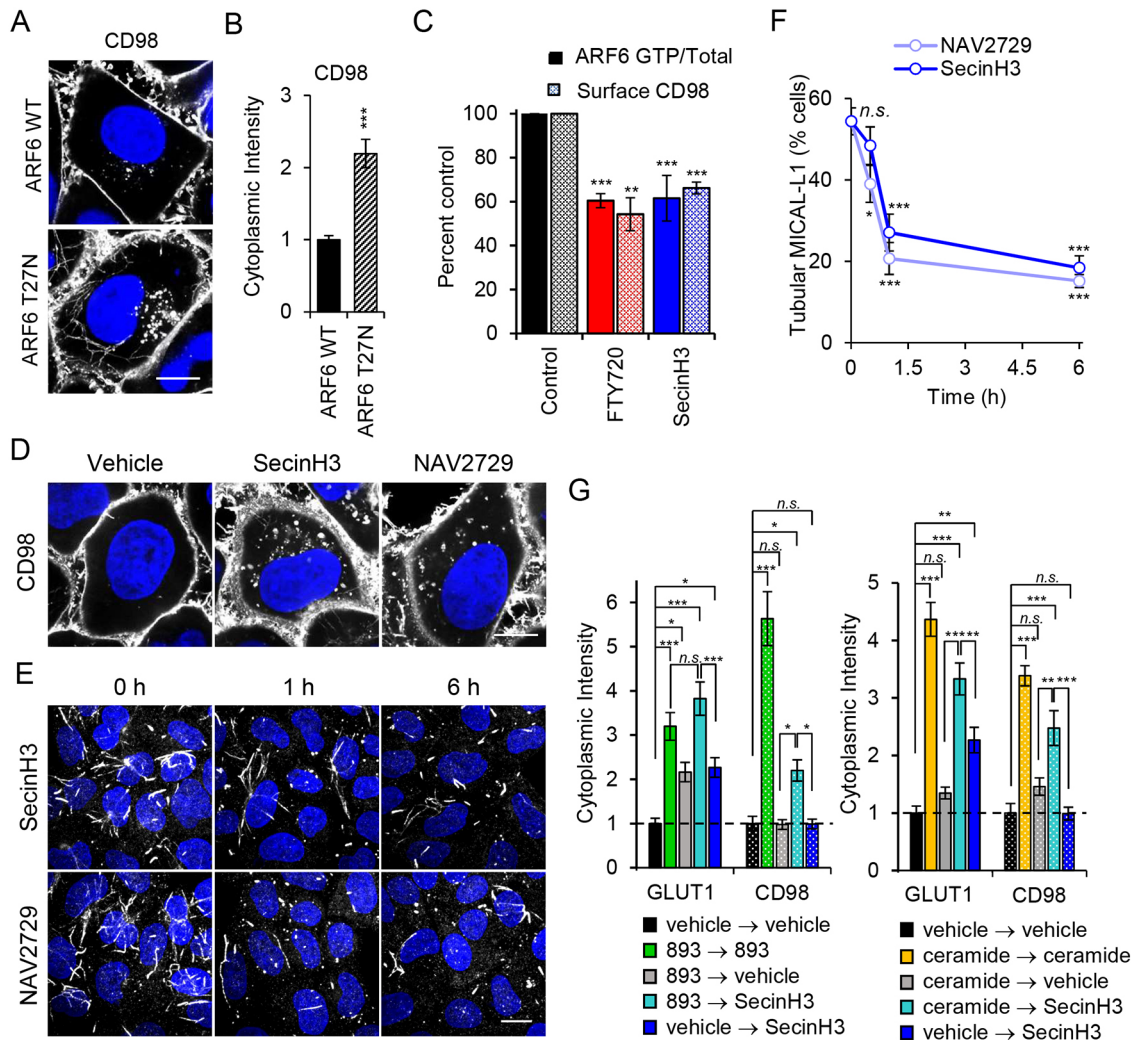 A
CD98
ARF6 WT
ARF6 T27N
B
CD98
Cytoplasmic Intensity
3
2
1
0
***
ARF6 WT
ARF6 T27N
C
ARF6 GTP/Total
Surface CD98
Percent control
100
80
60
40
20
0
*** ** *** ***
Control
FTY720
SecinH3
F
NAV2729
SecinH3
Tubular MICAL-L1 (% cells)
60
40
20
0
n.s.
*
***
***
***
***
0 1.5 3 4.5 6
Time (h)
D
Vehicle SecinH3 NAV2729
CD98
E
0 h 1 h 6 h
SecinH3
NAV2729
G
Cytoplasmic Intensity
6
5
4
3
2
1
0
*
***
*
***
n.s. ***
n.s.
*
n.s.
***
* *
GLUT1 CD98
vehicle → vehicle
893 → 893
893 → vehicle
893 → SecinH3
vehicle → SecinH3
Cytoplasmic Intensity
5
4
3
2
1
0
**
***
n.s.
***
*** **
n.s.
***
n.s.
***
** ***
GLUT1 CD98
vehicle → vehicle
ceramide → ceramide
ceramide → vehicle
ceramide → SecinH3
vehicle → SecinH3